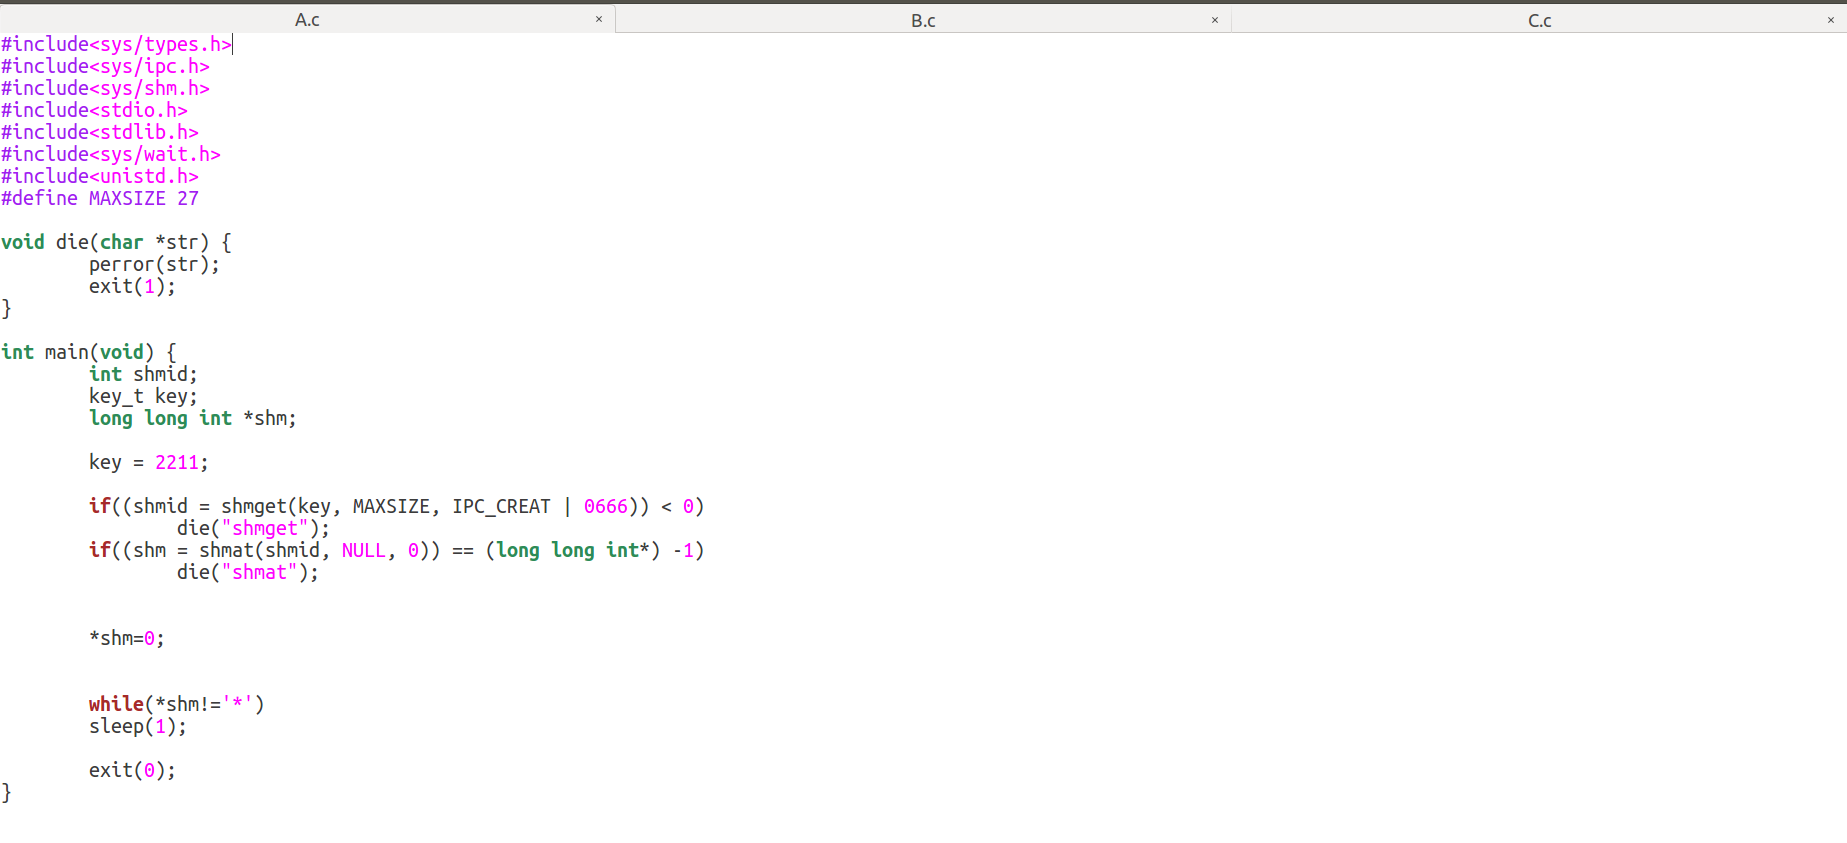 A.c × B.c × C.c ×
#include<sys/types.h>
#include<sys/ipc.h>
#include<sys/shm.h>
#include<stdio.h>
#include<stdlib.h>
#include<sys/wait.h>
#include<unistd.h>
#define MAXSIZE 27

void die(char *str) {
        perror(str);
        exit(1);
}

int main(void) {
        int shmid;
        key_t key;
        long long int *shm;

        key = 2211;

        if((shmid = shmget(key, MAXSIZE, IPC_CREAT | 0666)) < 0)
                die("shmget");
        if((shm = shmat(shmid, NULL, 0)) == (long long int*) -1)
                die("shmat");


        *shm=0;


        while(*shm!='*')
        sleep(1);

        exit(0);
}